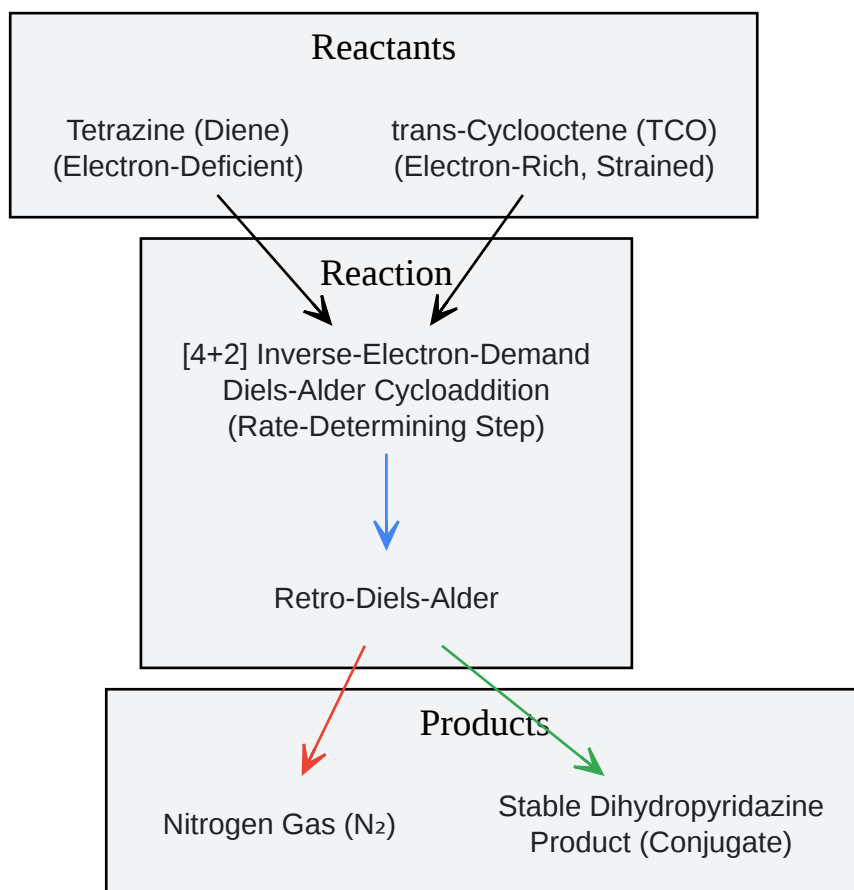 Reactants
Tetrazine (Diene)
(Electron-Deficient)
trans-Cyclooctene (TCO)
(Electron-Rich, Strained)
Reaction
[4+2] Inverse-Electron-Demand
Diels-Alder Cycloaddition
(Rate-Determining Step)
Retro-Diels-Alder
Products
Nitrogen Gas (N₂)
Stable Dihydropyridazine
Product (Conjugate)